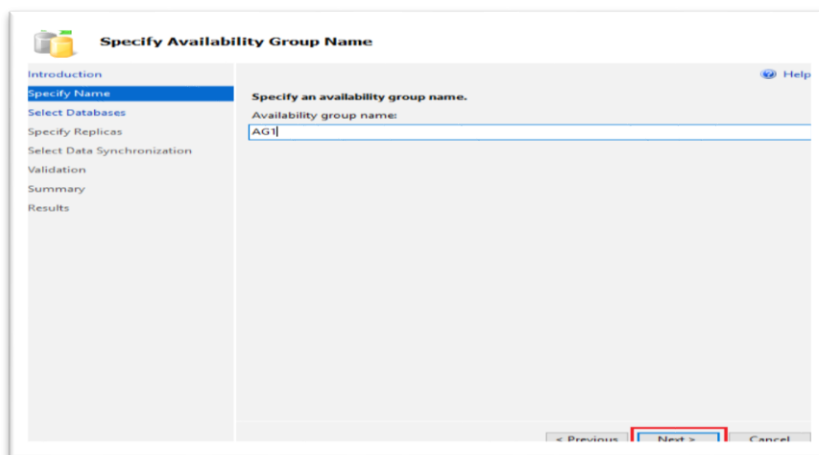 Specify Availability Group Name
Introduction
Help
Specify Name
Specify an availability group name.
Select Databases
Availability group name:
Specify Replicas
AG1
Select Data Synchronization
Validation
Summary
Results
< Previous
Next >
Cancel